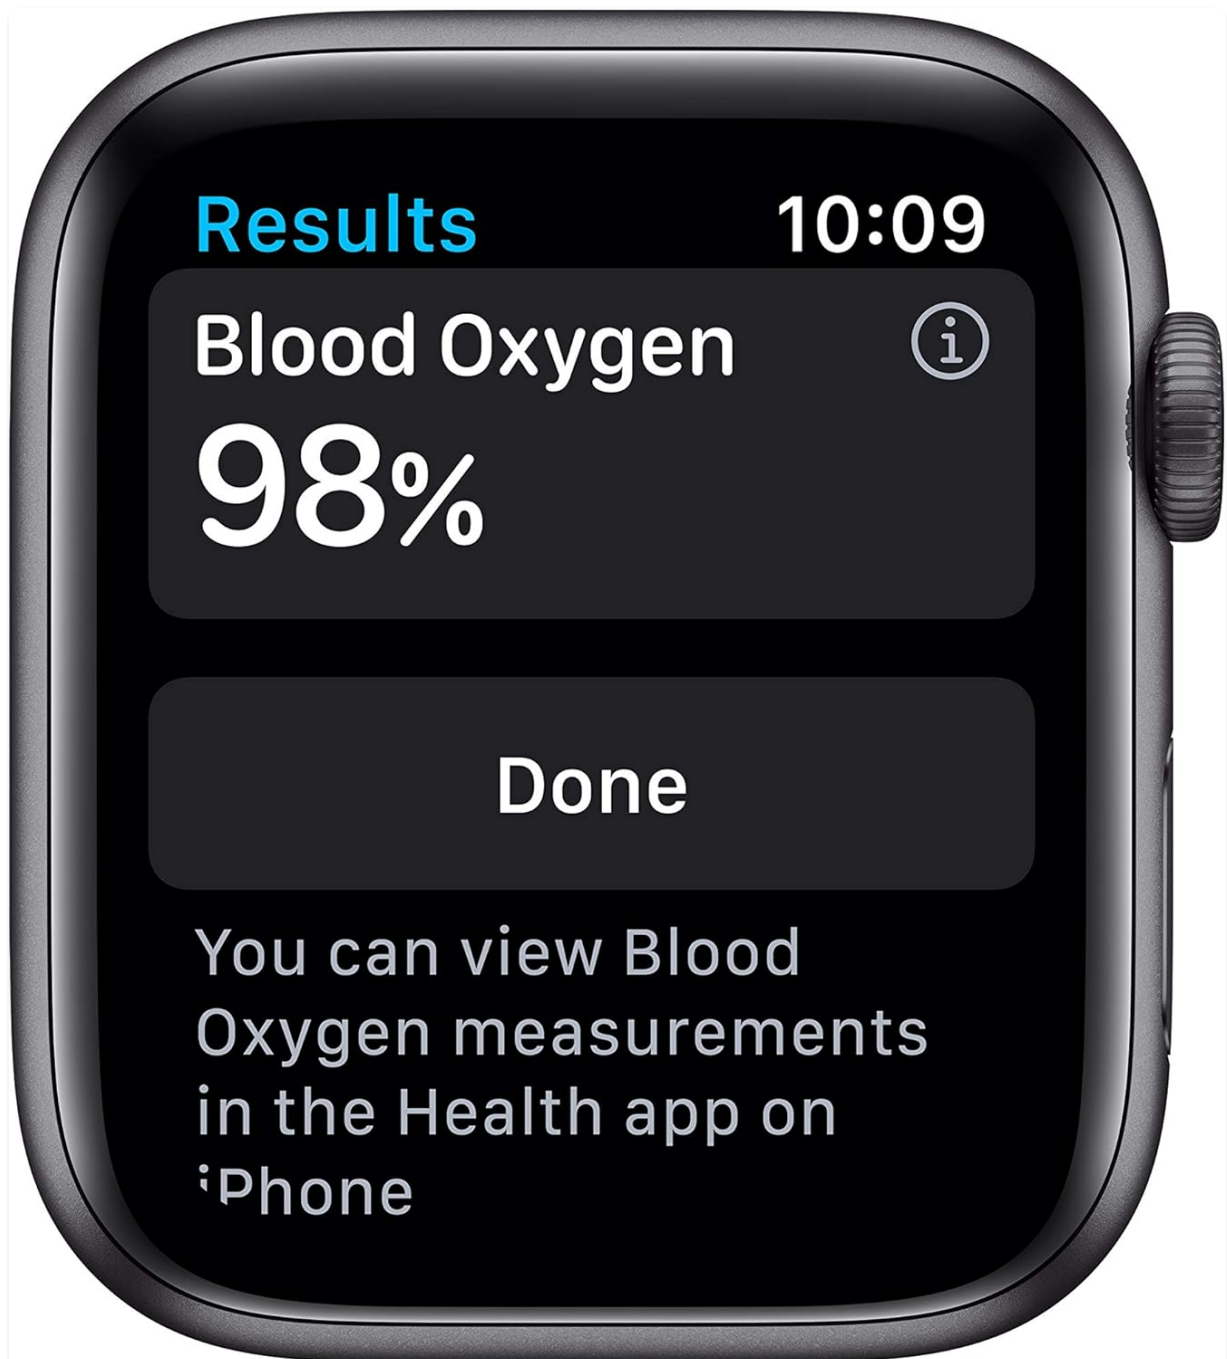 Results 10:09
Blood Oxygen
98%
Done
You can view Blood
Oxygen measurements
in the Health app on
iPhone